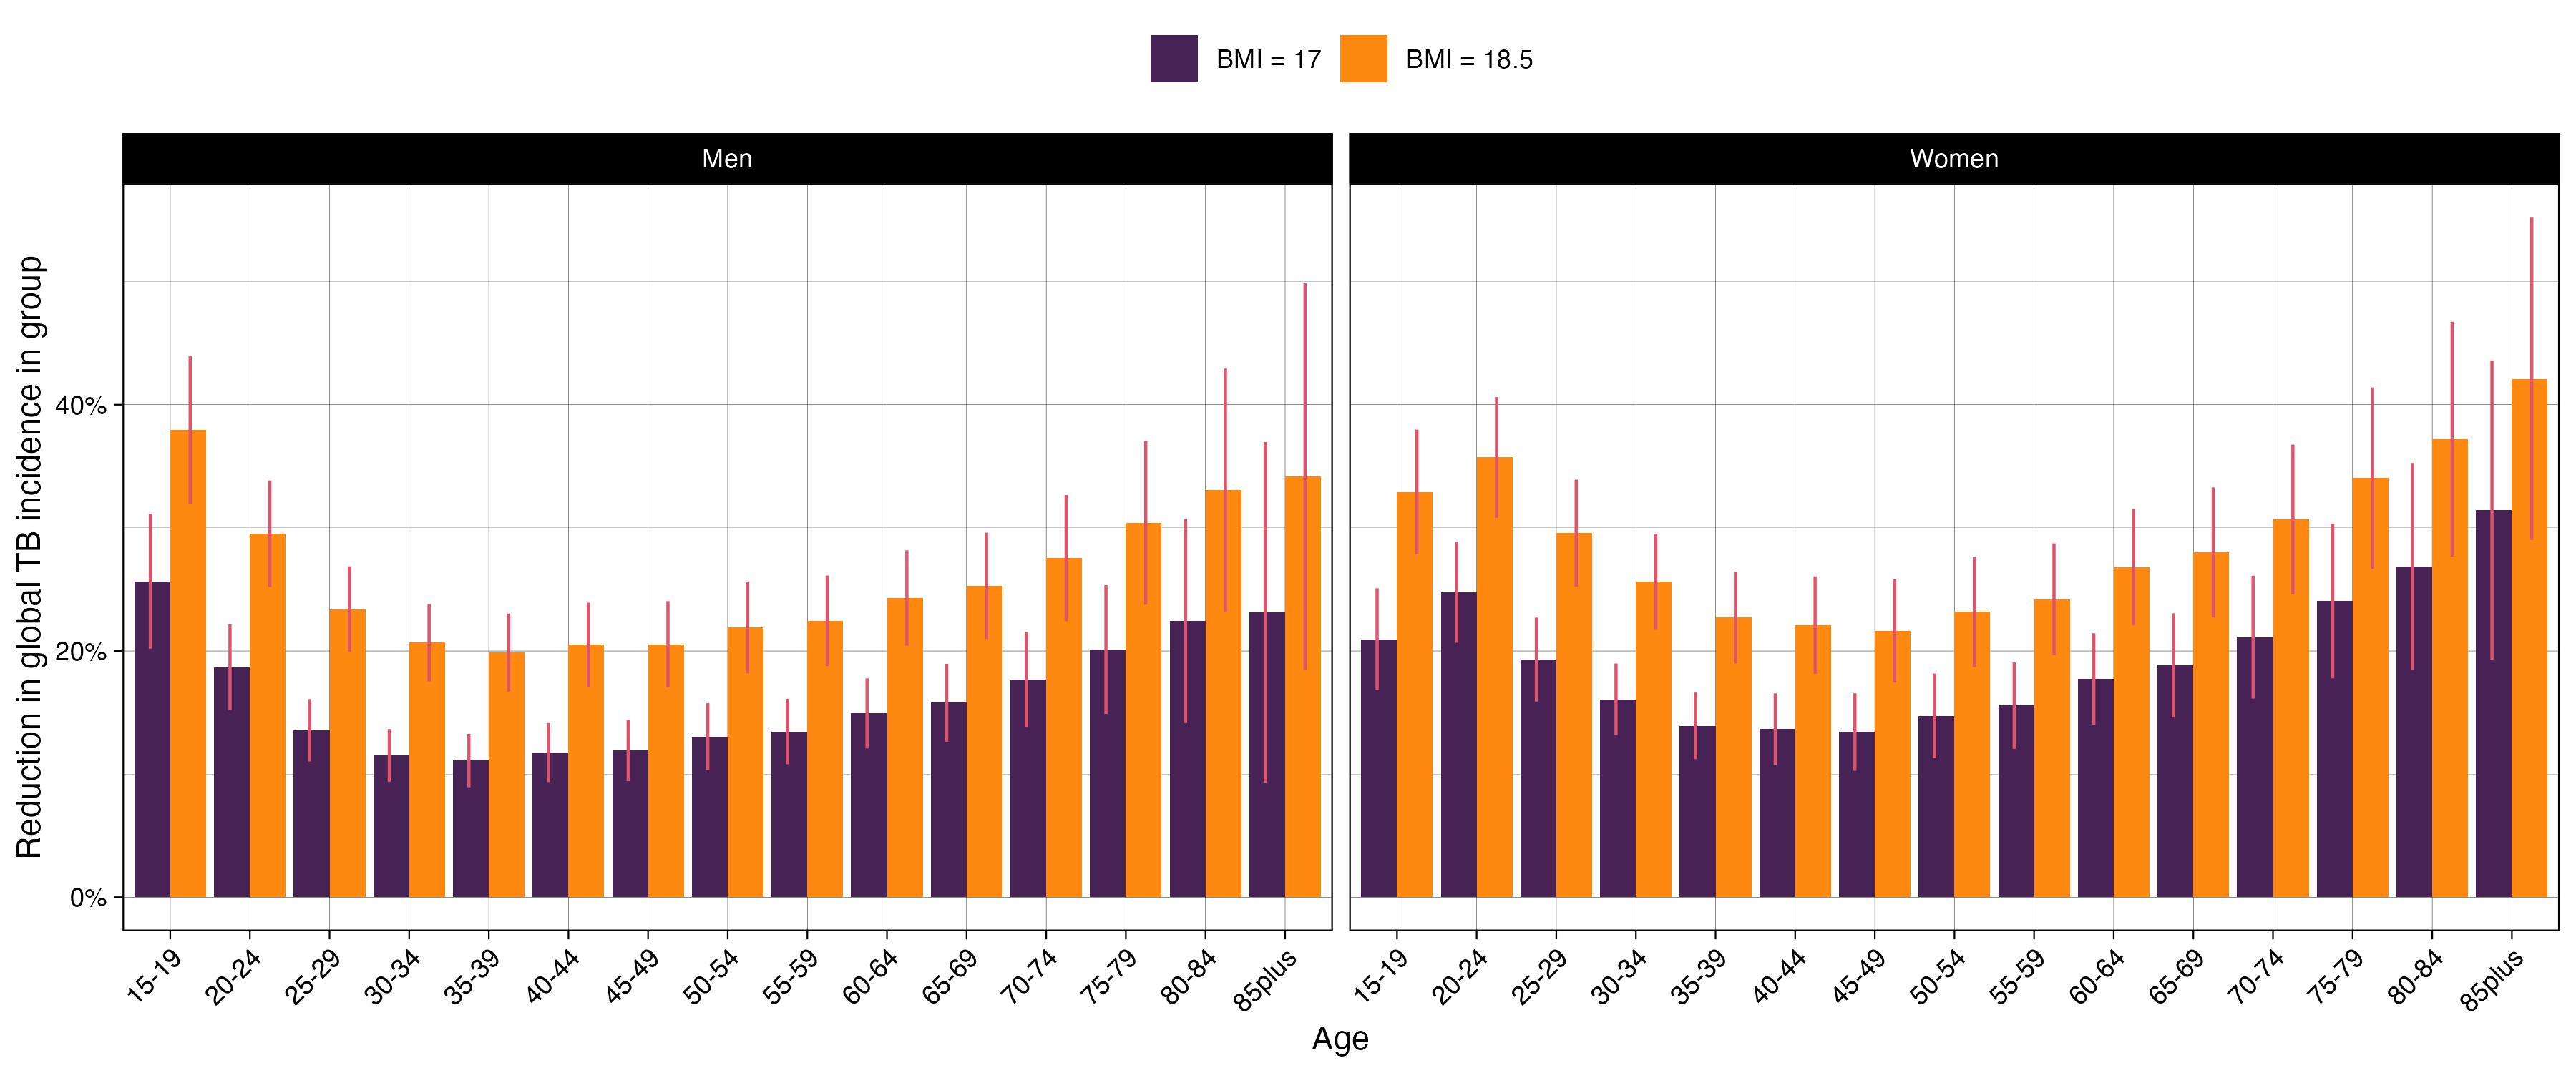 BMI = 17 BMI = 18.5
Men Women
Reduction in global TB incidence in group
40%
20%
0%
15-19 20-24 25-29 30-34 35-39 40-44 45-49 50-54 55-59 60-64 65-69 70-74 75-79 80-84 85plus 15-19 20-24 25-29 30-34 35-39 40-44 45-49 50-54 55-59 60-64 65-69 70-74 75-79 80-84 85plus
Age